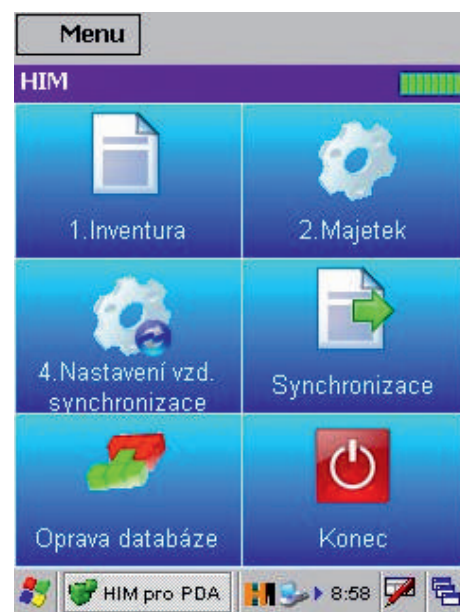 Menu
HIM
1.Inventura
2.Majetek
4.Nastavení vzd.
synchronizace
Synchronizace
Oprava databáze
Konec
HIM pro PDA
8:58